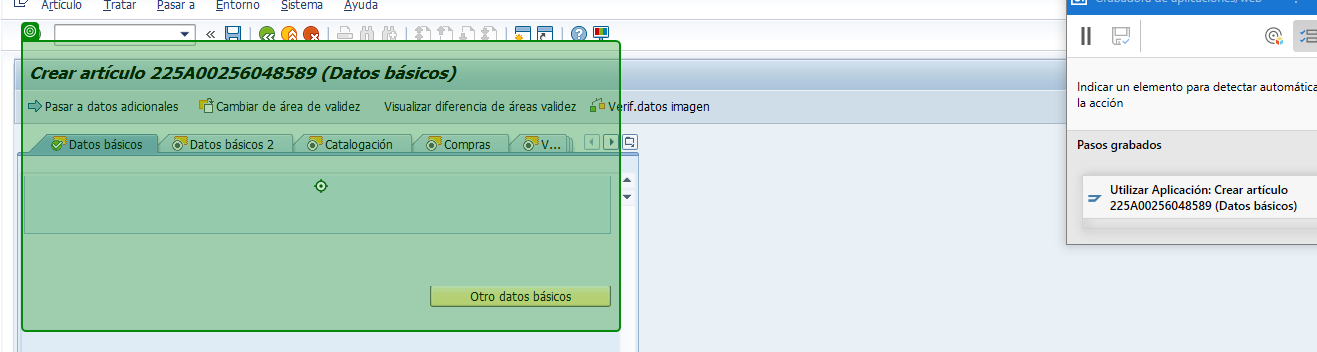 Artículo Tratar Pasar a Entorno Sistema Ayuda
Crear artículo 225A00256048589 (Datos básicos)
Pasar a datos adicionales Cambiar de área de validez Visualizar diferencia de áreas validez Verif.datos imagen
Datos básicos Datos básicos 2 Catalogación Compras V...
Otro datos básicos
Grabadora de aplicaciones/web
Indicar un elemento para detectar automática
la acción
Pasos grabados
Utilizar Aplicación: Crear artículo
225A00256048589 (Datos básicos)